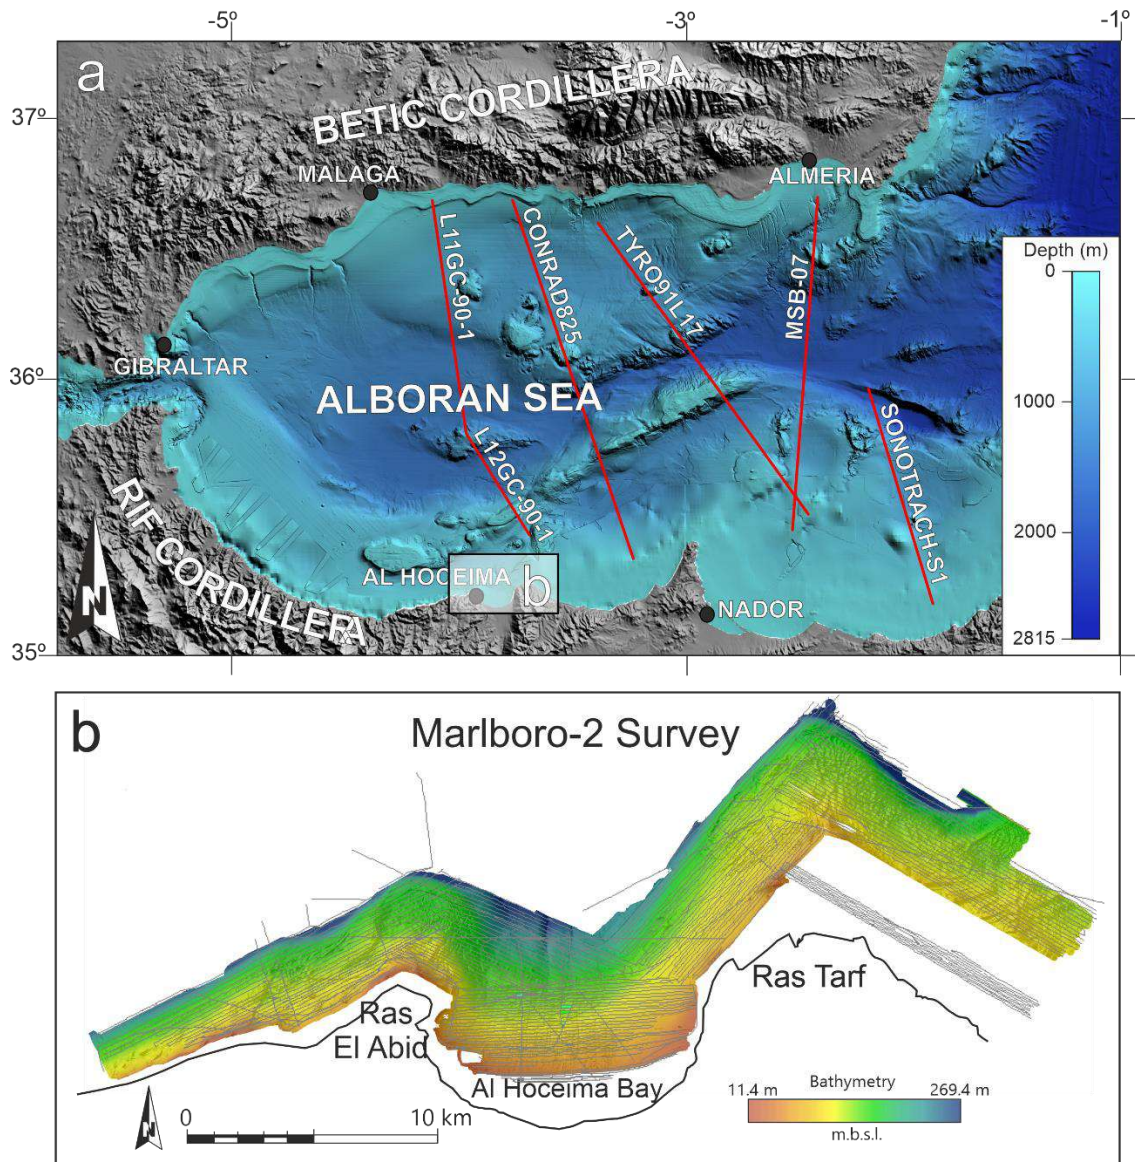 -5º
-3º
-1º
a
BETIC CORDILLERA
37º
MALAGA
ALMERIA
L11GC-90-1
CONRAD825
TYRO91L17
MSB-07
Depth (m)
0
GIBRALTAR
36º
ALBORAN SEA
1000
L12GC-90-1
SONOTRACH-S1
RIF CORDILLERA
2000
AL HOCEIMA
b
N
NADOR
2815
35º
b
Marlboro-2 Survey
Ras Tarf
Ras
El Abid
Al Hoceima Bay
11.4 m
Bathymetry
269.4 m
m.b.s.l.
N
0
10 km